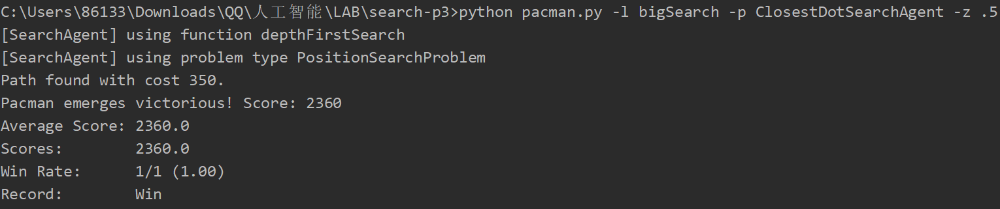 C:\Users\86133\Downloads\QQ\人工智能\LAB\search-p3>python pacman.py -l bigSearch -p ClosestDotSearchAgent -z .5
[SearchAgent] using function depthFirstSearch
[SearchAgent] using problem type PositionSearchProblem
Path found with cost 350.
Pacman emerges victorious! Score: 2360
Average Score: 2360.0
Scores:        2360.0
Win Rate:      1/1 (1.00)
Record:        Win